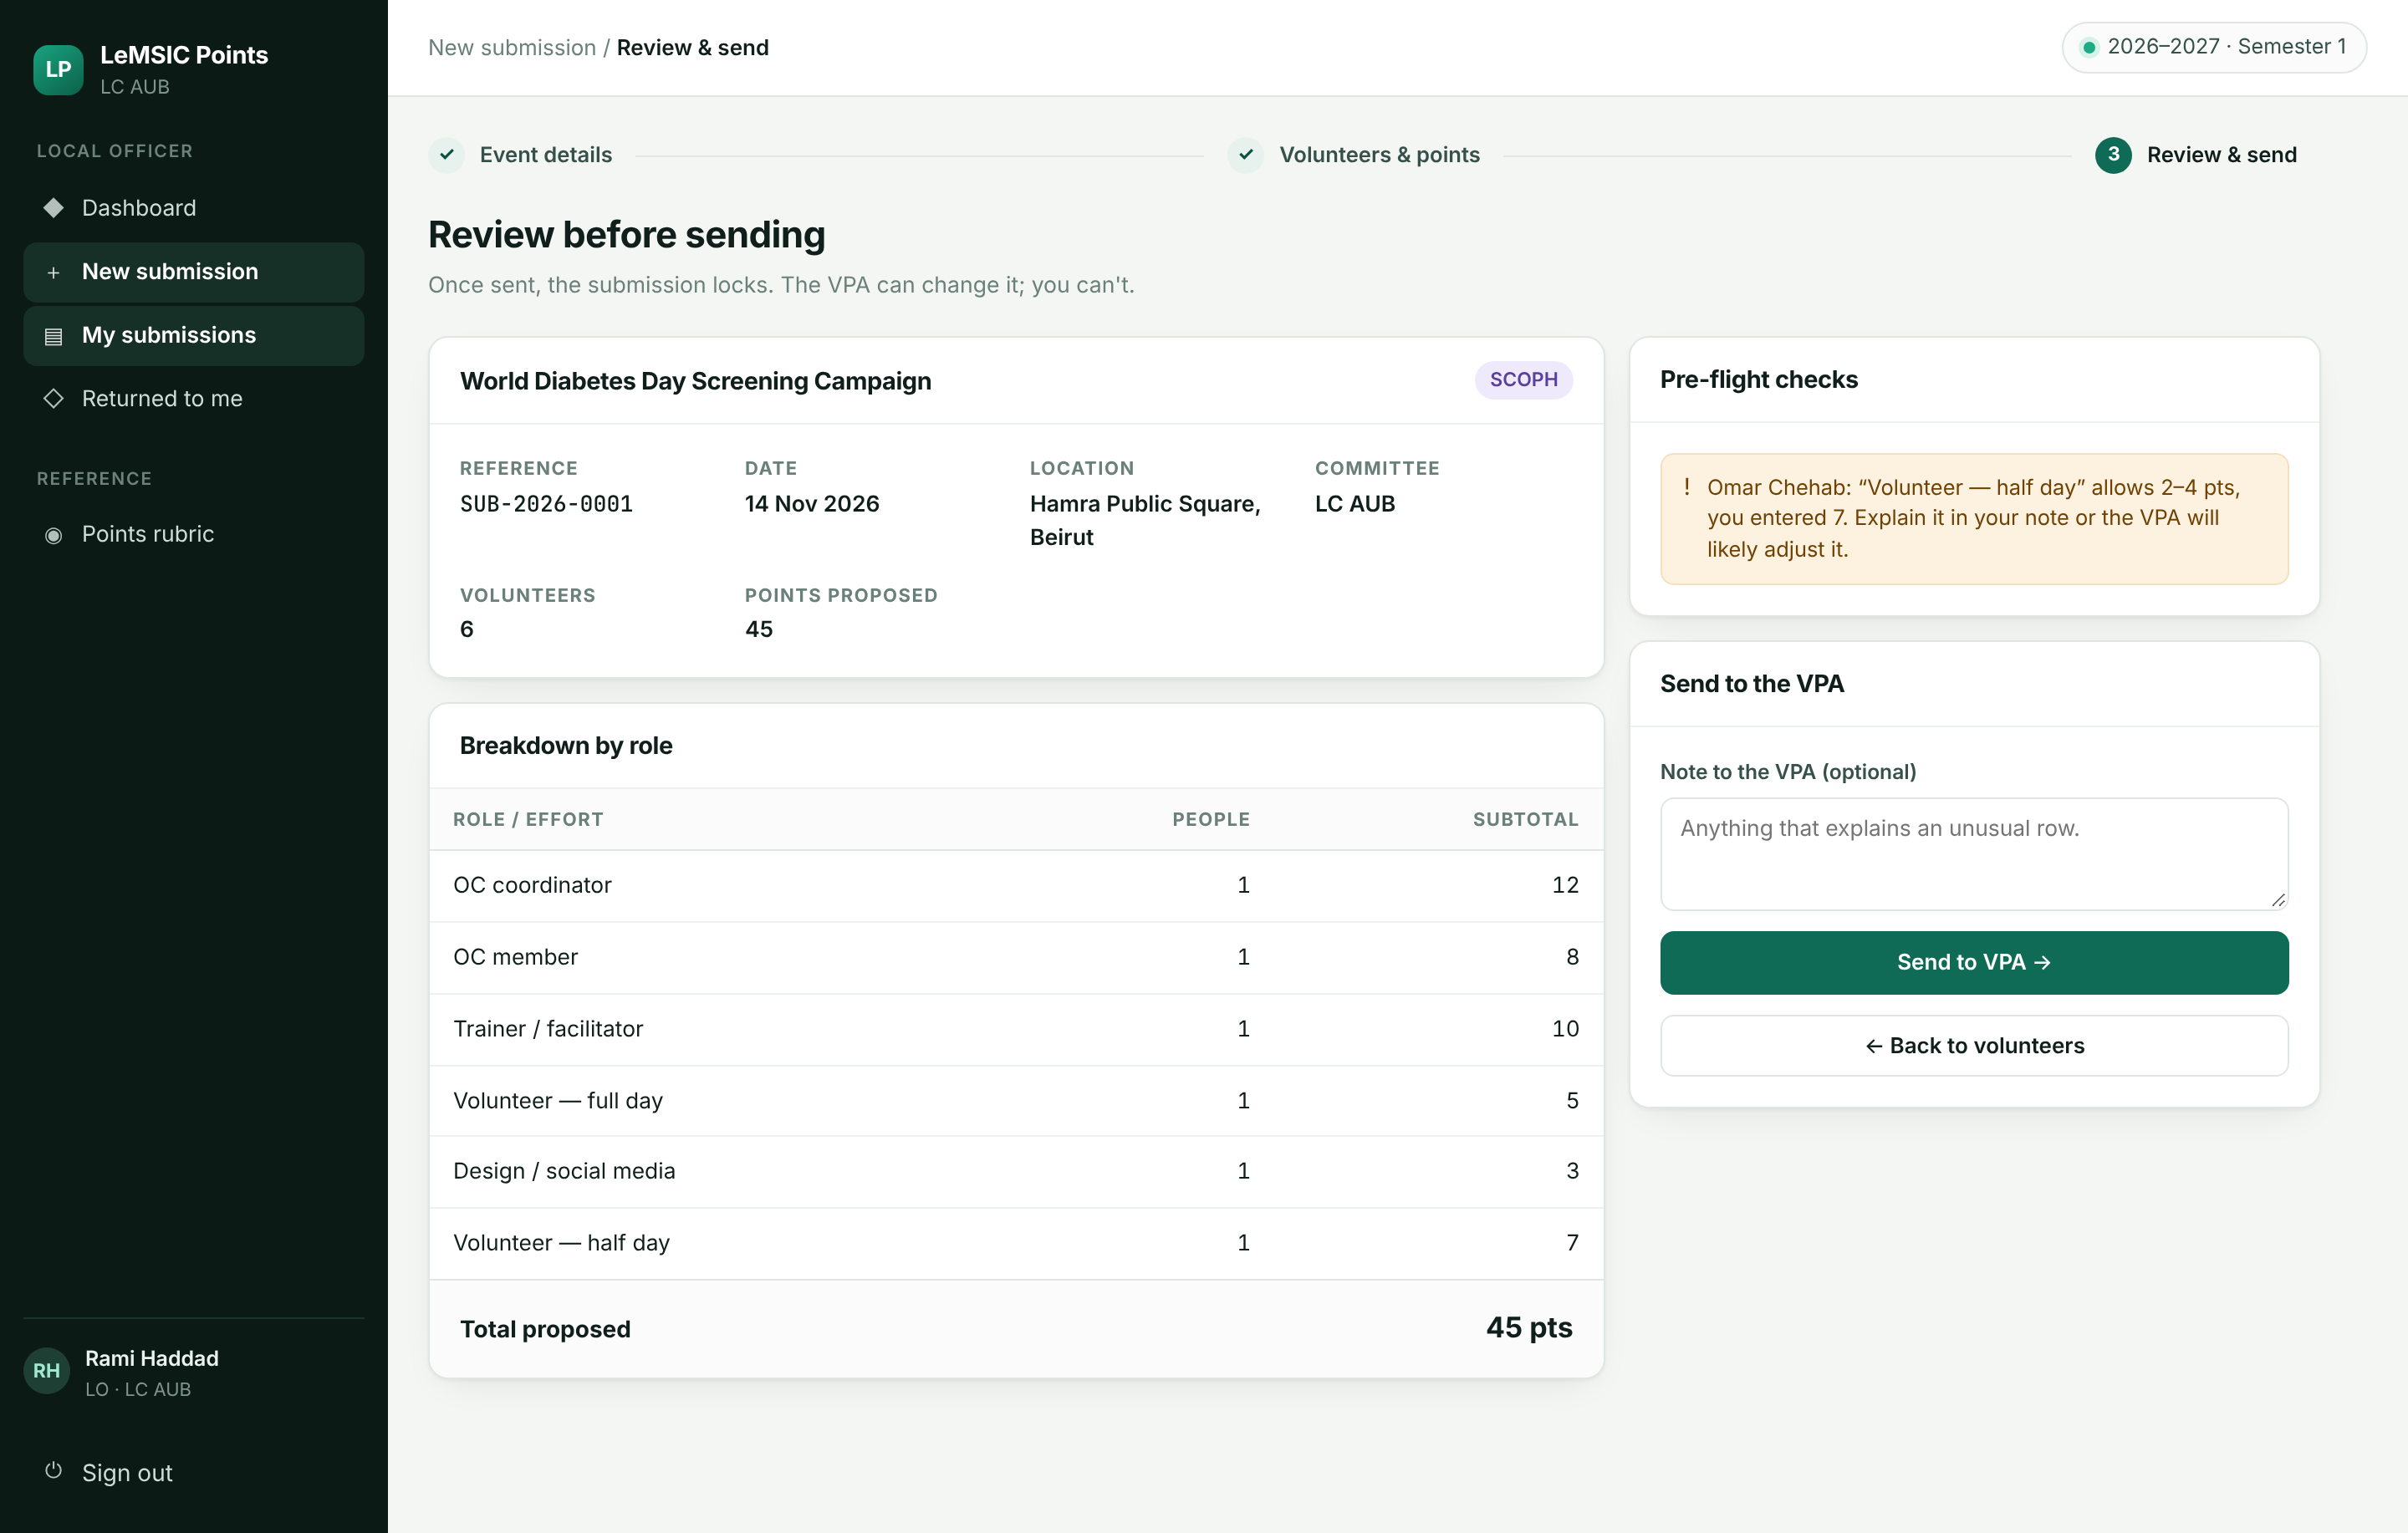 LP
LeMSIC Points
LC AUB
LOCAL OFFICER
Dashboard
New submission
My submissions
Returned to me
REFERENCE
Points rubric
RH
Rami Haddad
LO · LC AUB
Sign out
New submission / Review & send
2026–2027 · Semester 1
Event details
Volunteers & points
3 Review & send
Review before sending
Once sent, the submission locks. The VPA can change it; you can't.
World Diabetes Day Screening Campaign
SCOPH
REFERENCE
SUB-2026-0001
DATE
14 Nov 2026
LOCATION
Hamra Public Square,
Beirut
COMMITTEE
LC AUB
VOLUNTEERS
6
POINTS PROPOSED
45
Breakdown by role
ROLE / EFFORT PEOPLE SUBTOTAL
OC coordinator 1 12
OC member 1 8
Trainer / facilitator 1 10
Volunteer — full day 1 5
Design / social media 1 3
Volunteer — half day 1 7
Total proposed 45 pts
Pre-flight checks
! Omar Chehab: “Volunteer — half day” allows 2–4 pts,
you entered 7. Explain it in your note or the VPA will
likely adjust it.
Send to the VPA
Note to the VPA (optional)
Anything that explains an unusual row.
Send to VPA →
← Back to volunteers